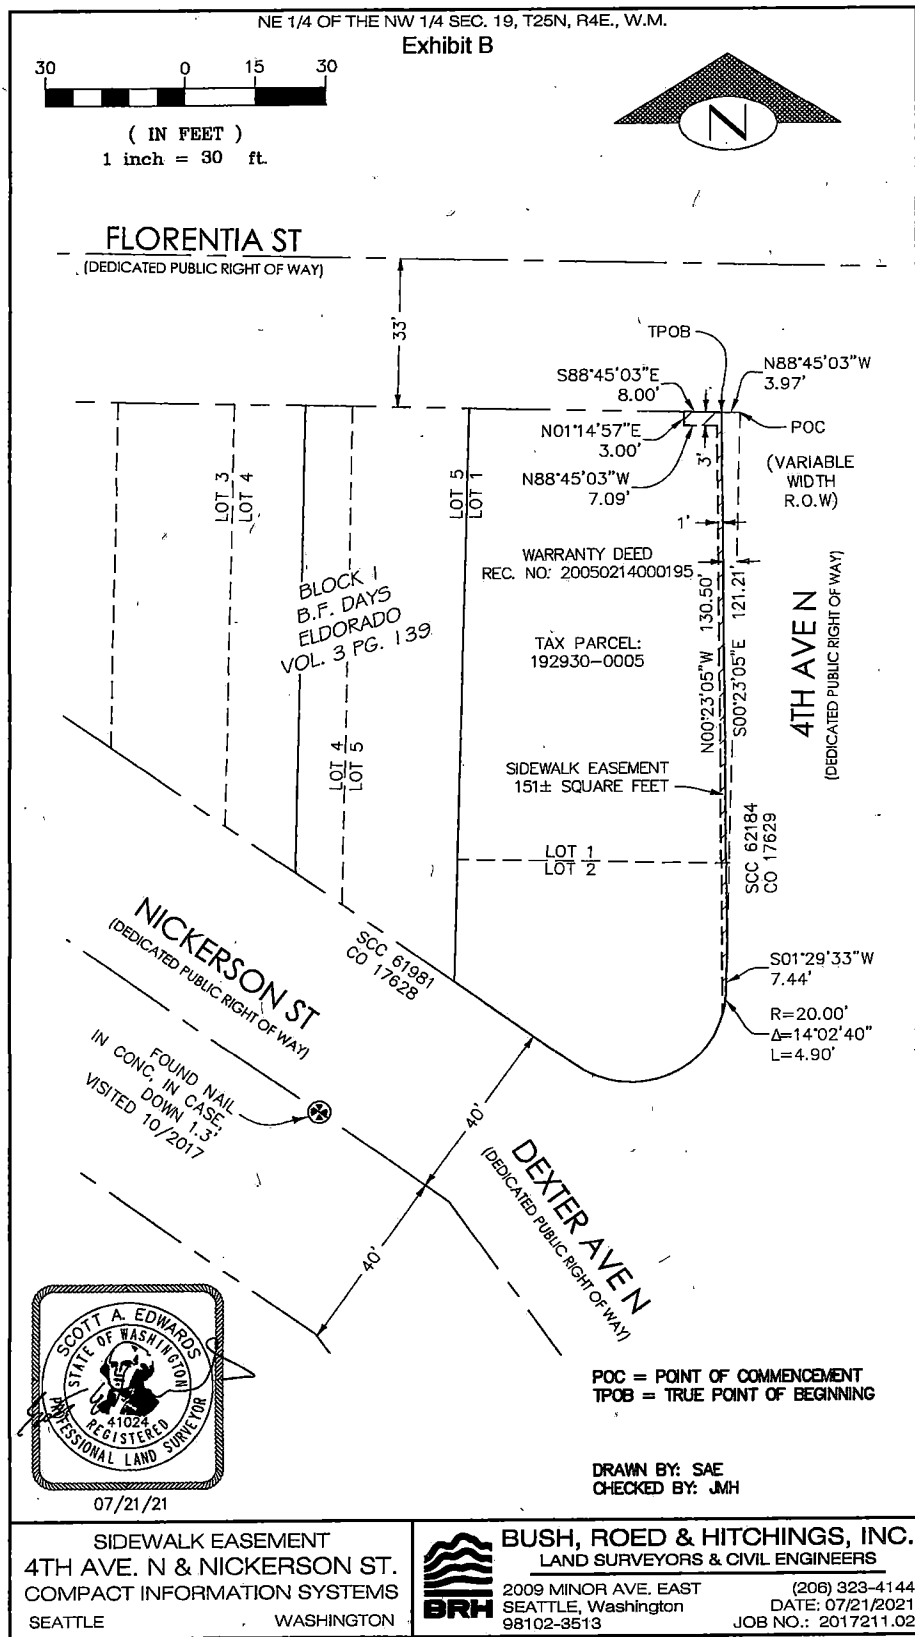 NE 1/4 OF THE NW 1/4 SEC. 19, T25N, R4E., W.M.
Exhibit B
30 0 15 30
( IN FEET )
1 inch = 30 ft.
N
FLORENTIA ST
(DEDICATED PUBLIC RIGHT OF WAY)
33'
TPOB
N88°45'03"W
3.97'
S88°45'03"E
8.00'
POC
N01°14'57"E
3.00'
3'
N88°45'03"W
7.09'
(VARIABLE
WIDTH
R.O.W)
LOT 3
LOT 4
LOT 5
LOT 1
1'
WARRANTY DEED
REC. NO: 20050214000195
BLOCK 1
B.F. DAYS
ELDORADO
VOL. 3 PG. 139
TAX PARCEL:
192930-0005
N00°23'05"W 130.50'
S00°23'05"E 121.21'
4TH AVE N
(DEDICATED PUBLIC RIGHT OF WAY)
LOT 4
LOT 5
SIDEWALK EASEMENT
151± SQUARE FEET
SCC 62184
CO 17629
LOT 1
LOT 2
NICKERSON ST
(DEDICATED PUBLIC RIGHT OF WAY)
SCC 61981
CO 17628
S01°29'33"W
7.44'
R=20.00'
Δ=14°02'40"
L=4.90'
FOUND NAIL
IN CONC, IN CASE,
DOWN 1.3'
VISITED 10/2017
40'
40'
DEXTER AVE N
(DEDICATED PUBLIC RIGHT OF WAY)
SCOTT A. EDWARDS
STATE OF WASHINGTON
41024
REGISTERED
PROFESSIONAL LAND SURVEYOR
07/21/21
POC = POINT OF COMMENCEMENT
TPOB = TRUE POINT OF BEGINNING
DRAWN BY: SAE
CHECKED BY: JMH
SIDEWALK EASEMENT
4TH AVE. N & NICKERSON ST.
COMPACT INFORMATION SYSTEMS
SEATTLE WASHINGTON
BRH
BUSH, ROED & HITCHINGS, INC.
LAND SURVEYORS & CIVIL ENGINEERS
2009 MINOR AVE. EAST (206) 323-4144
SEATTLE, Washington DATE: 07/21/2021
98102-3513 JOB NO.: 2017211.02